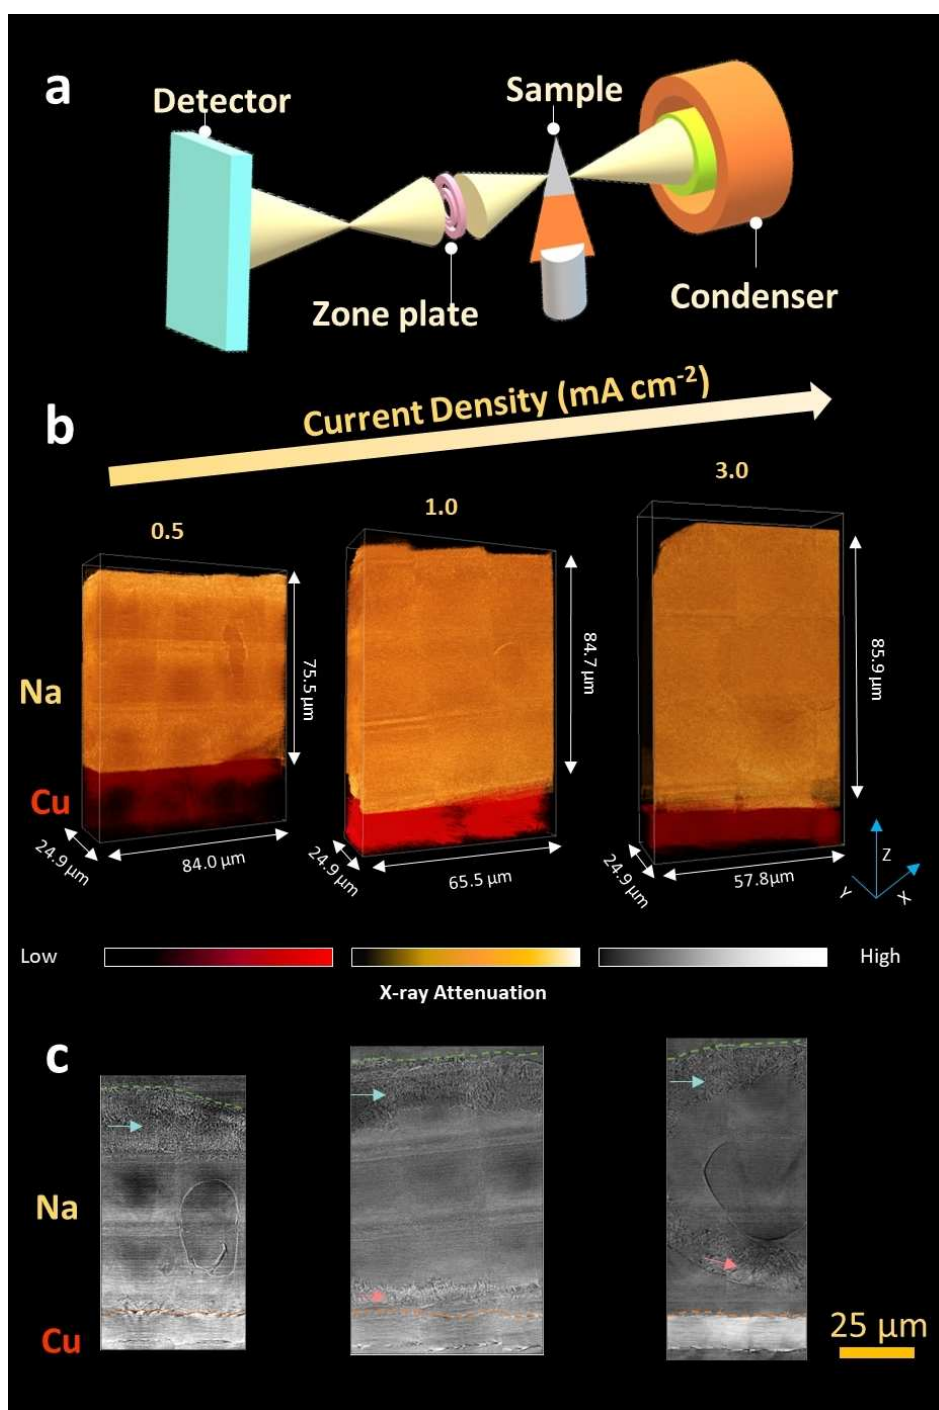 a
Detector
Sample
Zone plate
Condenser
b
Current Density (mA cm-2)
0.5
1.0
3.0
Na
Cu
75.5 µm
84.7 µm
85.9 µm
24.9 µm
84.0 µm
24.9 µm
65.5 µm
24.9 µm
57.8µm
Z
Y
X
Low
High
X-ray Attenuation
c
Na
Cu
25 µm